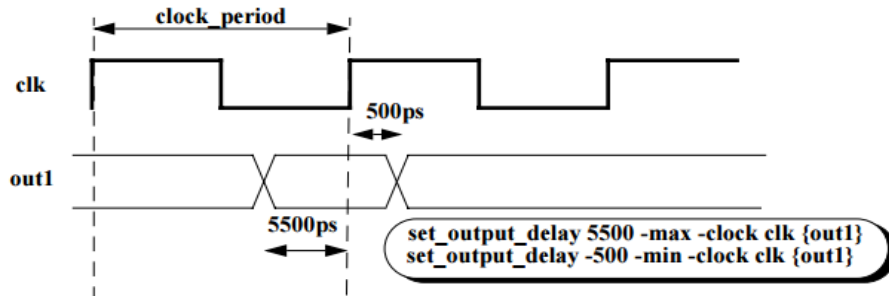 clock_period
clk
500ps
out1
5500ps
set_output_delay 5500 -max -clock clk {out1}
set_output_delay -500 -min -clock clk {out1}